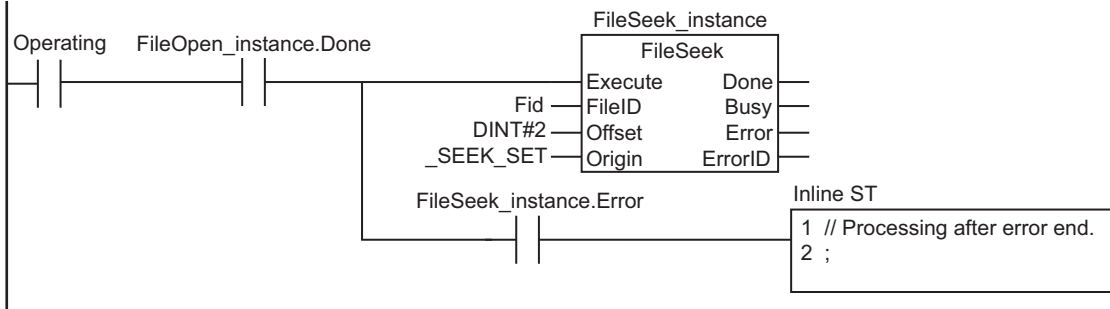 FileSeek_instance
Operating FileOpen_instance.Done
FileSeek
Execute Done
Fid FileID Busy
DINT#2 Offset Error
_SEEK_SET Origin ErrorID
FileSeek_instance.Error
Inline ST
1 // Processing after error end.
2 ;